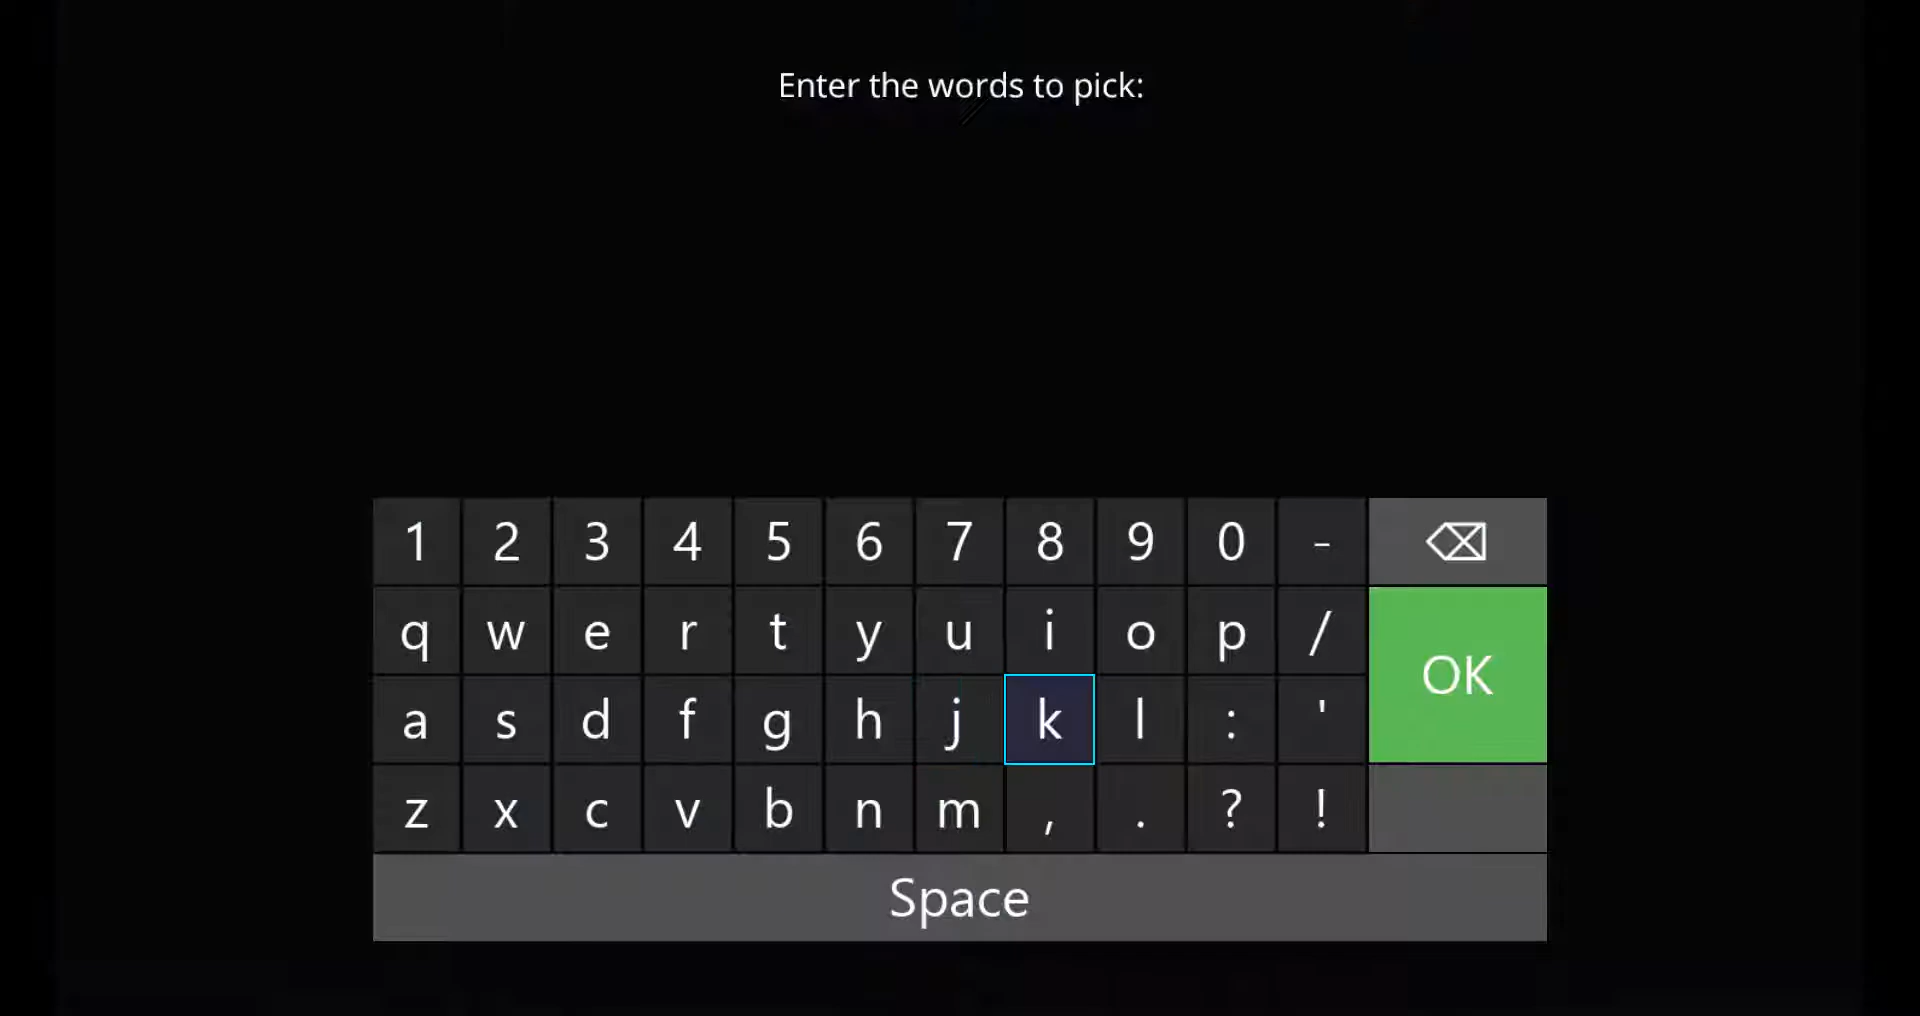 Enter the words to pick:
1 2 3 4 5 6 7 8 9 0 -
q w e r t y u i o p / OK
a s d f g h j k l : '
z x c v b n m , . ? !
Space